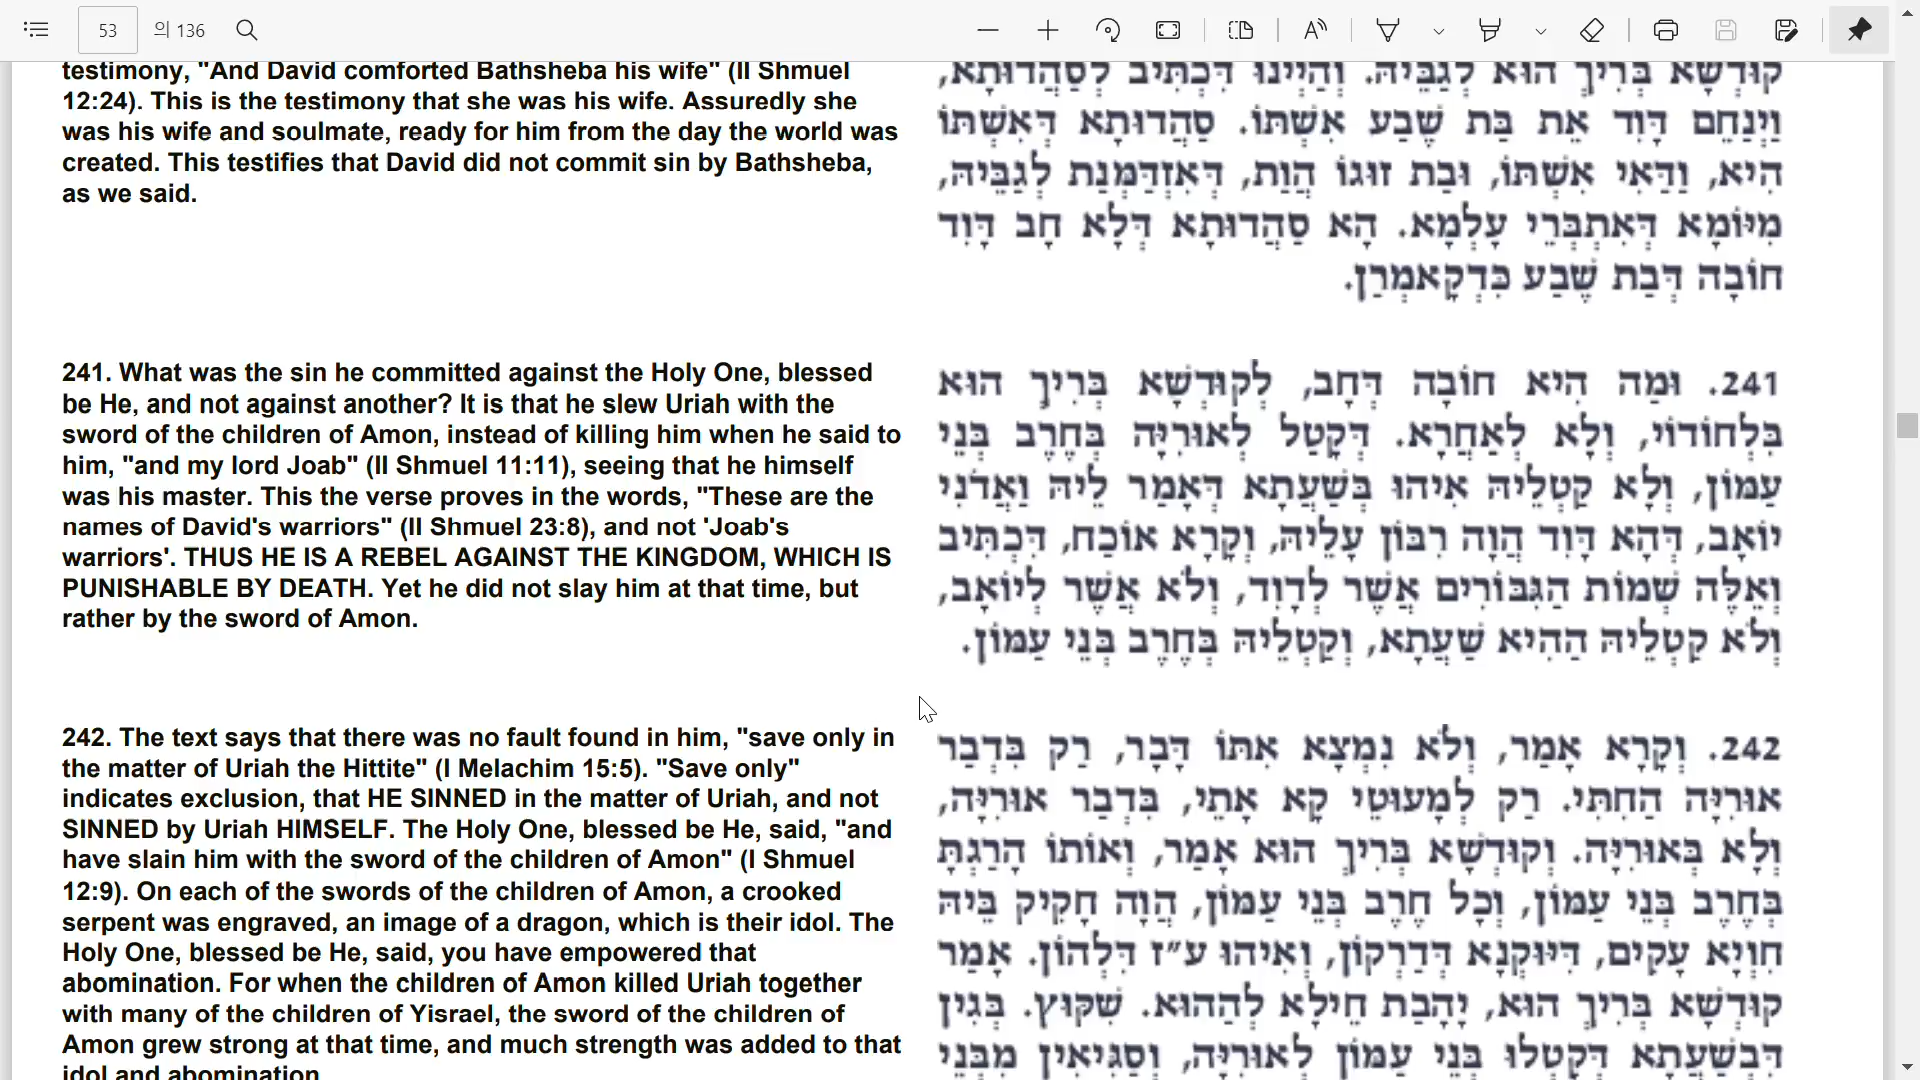 53 의 136
testimony, "And David comforted Bathsheba his wife" (II Shmuel
12:24). This is the testimony that she was his wife. Assuredly she
was his wife and soulmate, ready for him from the day the world was
created. This testifies that David did not commit sin by Bathsheba,
as we said.
קוּדְשָׁא בְּרִיךְ הוּא לְגַבֵּיהּ. וְהַיְינוּ דִּכְתִּיב לְסַהֲדוּתָא,
וַיְנַחֵם דָּוִד אֵת בַּת שֶׁבַע אִשְׁתּוֹ. סַהֲדוּתָא דְּאִשְׁתּוֹ
הִיא, וַדַּאי אִשְׁתּוֹ, וּבַת זוּגוֹ הֲוַת, דְּאִזְדַּמְּנַת לְגַבֵּיהּ,
מִיּוֹמָא דְּאִתְבְּרֵי עָלְמָא. הָא סַהֲדוּתָא דְּלָא חָב דָּוִד
חוֹבָה דְּבַת שֶׁבַע כִּדְקָאמְרַן.
241. What was the sin he committed against the Holy One, blessed
be He, and not against another? It is that he slew Uriah with the
sword of the children of Amon, instead of killing him when he said to
him, "and my lord Joab" (II Shmuel 11:11), seeing that he himself
was his master. This the verse proves in the words, "These are the
names of David's warriors" (II Shmuel 23:8), and not 'Joab's
warriors'. THUS HE IS A REBEL AGAINST THE KINGDOM, WHICH IS
PUNISHABLE BY DEATH. Yet he did not slay him at that time, but
rather by the sword of Amon.
241. וּמַה הִיא חוֹבָה דְּחָב, לְקוּדְשָׁא בְּרִיךְ הוּא
בִּלְחוֹדוֹי, וְלָא לְאַחֲרָא. דְּקָטַל לְאוּרִיָּה בְּחֶרֶב בְּנֵי
עַמּוֹן, וְלָא קַטְלֵיהּ אִיהוּ בְּשַׁעֲתָא דְּאָמַר לֵיהּ וַאֲדֹנִי
יוֹאָב, דְּהָא דָּוִד הֲוָה רִבּוֹן עָלֵיהּ, וְקְרָא אוֹכַח, דִּכְתִּיב
וְאֵלֶּה שְׁמוֹת הַגִּבּוֹרִים אֲשֶׁר לְדָוִד, וְלֹא אֲשֶׁר לְיוֹאָב,
וְלֹא קַטְלֵיהּ הַהִיא שַׁעֲתָא, וְקַטְלֵיהּ בְּחֶרֶב בְּנֵי עַמּוֹן.
242. The text says that there was no fault found in him, "save only in
the matter of Uriah the Hittite" (I Melachim 15:5). "Save only"
indicates exclusion, that HE SINNED in the matter of Uriah, and not
SINNED by Uriah HIMSELF. The Holy One, blessed be He, said, "and
have slain him with the sword of the children of Amon" (I Shmuel
12:9). On each of the swords of the children of Amon, a crooked
serpent was engraved, an image of a dragon, which is their idol. The
Holy One, blessed be He, said, you have empowered that
abomination. For when the children of Amon killed Uriah together
with many of the children of Yisrael, the sword of the children of
Amon grew strong at that time, and much strength was added to that
idol and abomination
242. וְקְרָא אָמַר, וְלֹא נִמְצָא אִתּוֹ דָּבָר, רַק בִּדְבַר
אוּרִיָּה הַחִתִּי. רַק לְמָעוּטֵי קָא אָתֵי, בִּדְבַר אוּרִיָּה,
וְלָא בְּאוּרִיָּה. וְקוּדְשָׁא בְּרִיךְ הוּא אָמַר, וְאוֹתוֹ הָרַגְתָּ
בְּחֶרֶב בְּנֵי עַמּוֹן, וְכָל חֶרֶב בְּנֵי עַמּוֹן, הֲוָה חָקִיק בֵּיהּ
חִוְיָא עָקִים, דִּיּוּקְנָא דְּדַרְקוֹן, וְאִיהוּ ע״ז דִּלְהוֹן. אָמַר
קוּדְשָׁא בְּרִיךְ הוּא, יָהֲבַת חֵילָא לְהַהוּא. שִׁקּוּץ. בְּגִין
דִּבְשַׁעֲתָא דְּקַטְלוּ בְּנֵי עַמּוֹן לְאוּרִיָּה, וְסַגִּיאִין מִבְּנֵי